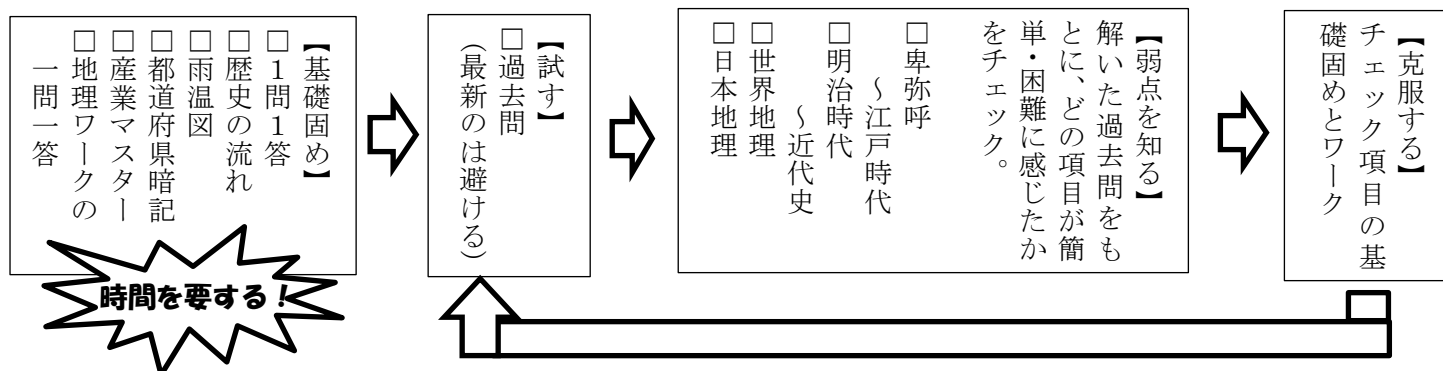 【基礎固め】
□1問1答
□歴史の流れ
□雨温図
□都道府県暗記
□産業マスター
□地理ワークの
一問一答
時間を要する！
【試す】
□過去問
（最新のは避ける）
【弱点を知る】
解いた過去問をも
とに、どの項目が簡
単・困難に感じたか
をチェック。
□卑弥呼
～江戸時代
□明治時代
～近代史
□世界地理
□日本地理
【克服する】
チェック項目の基
礎固めとワーク